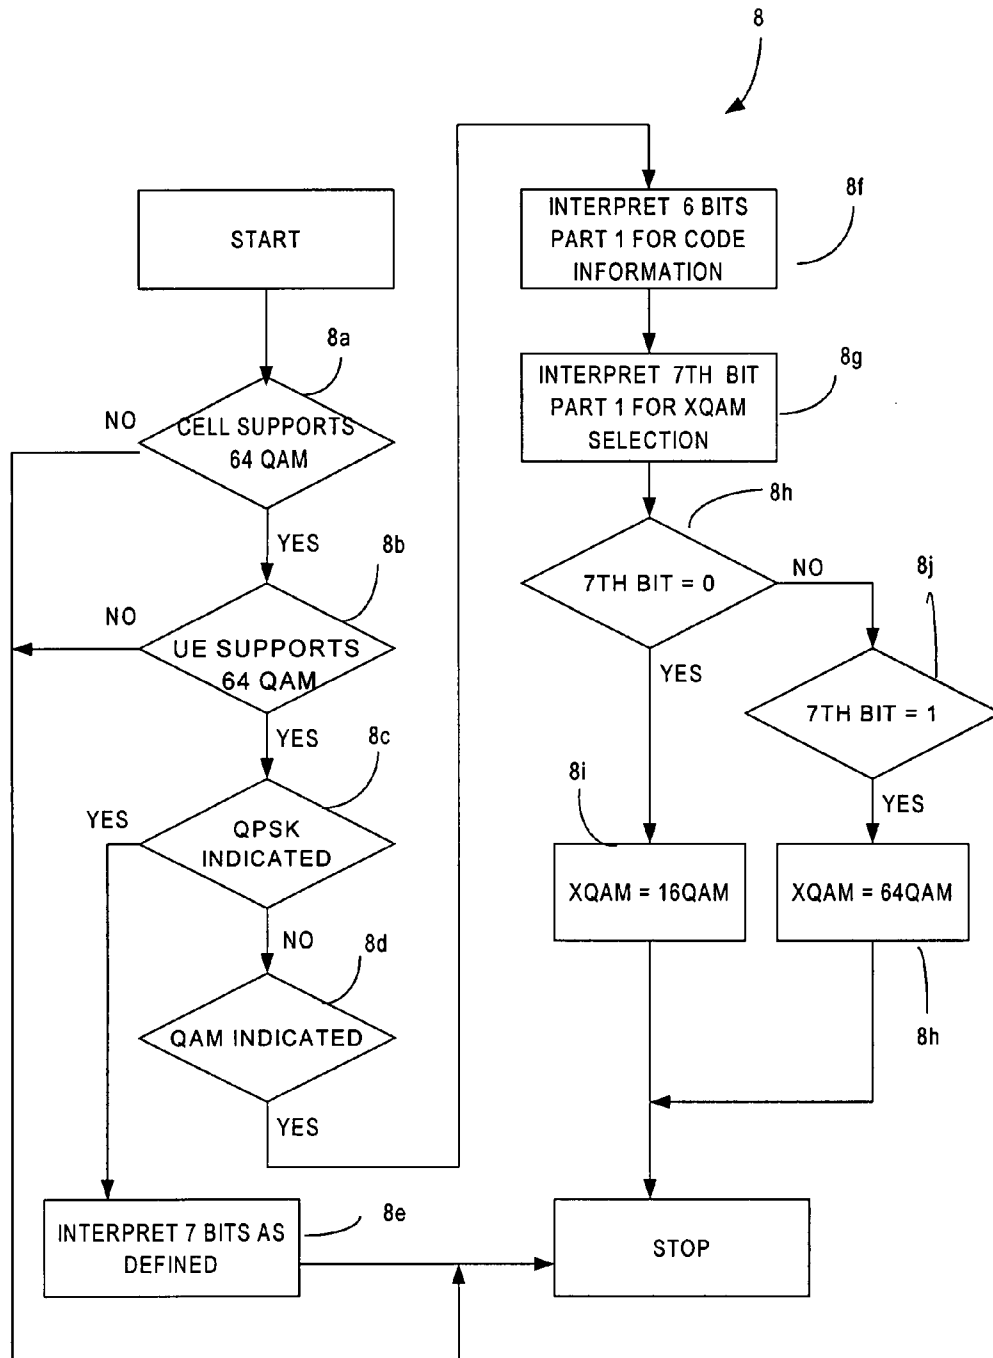 8
START
8a
NO
CELL SUPPORTS
64 QAM
YES
8b
NO
UE SUPPORTS
64 QAM
YES
8c
YES
QPSK
INDICATED
NO
8d
QAM INDICATED
YES
INTERPRET 7 BITS AS
DEFINED
8e
INTERPRET 6 BITS
PART 1 FOR CODE
INFORMATION
8f
INTERPRET 7TH BIT
PART 1 FOR XQAM
SELECTION
8g
8h
7TH BIT = 0
NO
YES
8j
7TH BIT = 1
YES
8i
XQAM = 16QAM
XQAM = 64QAM
8h
STOP